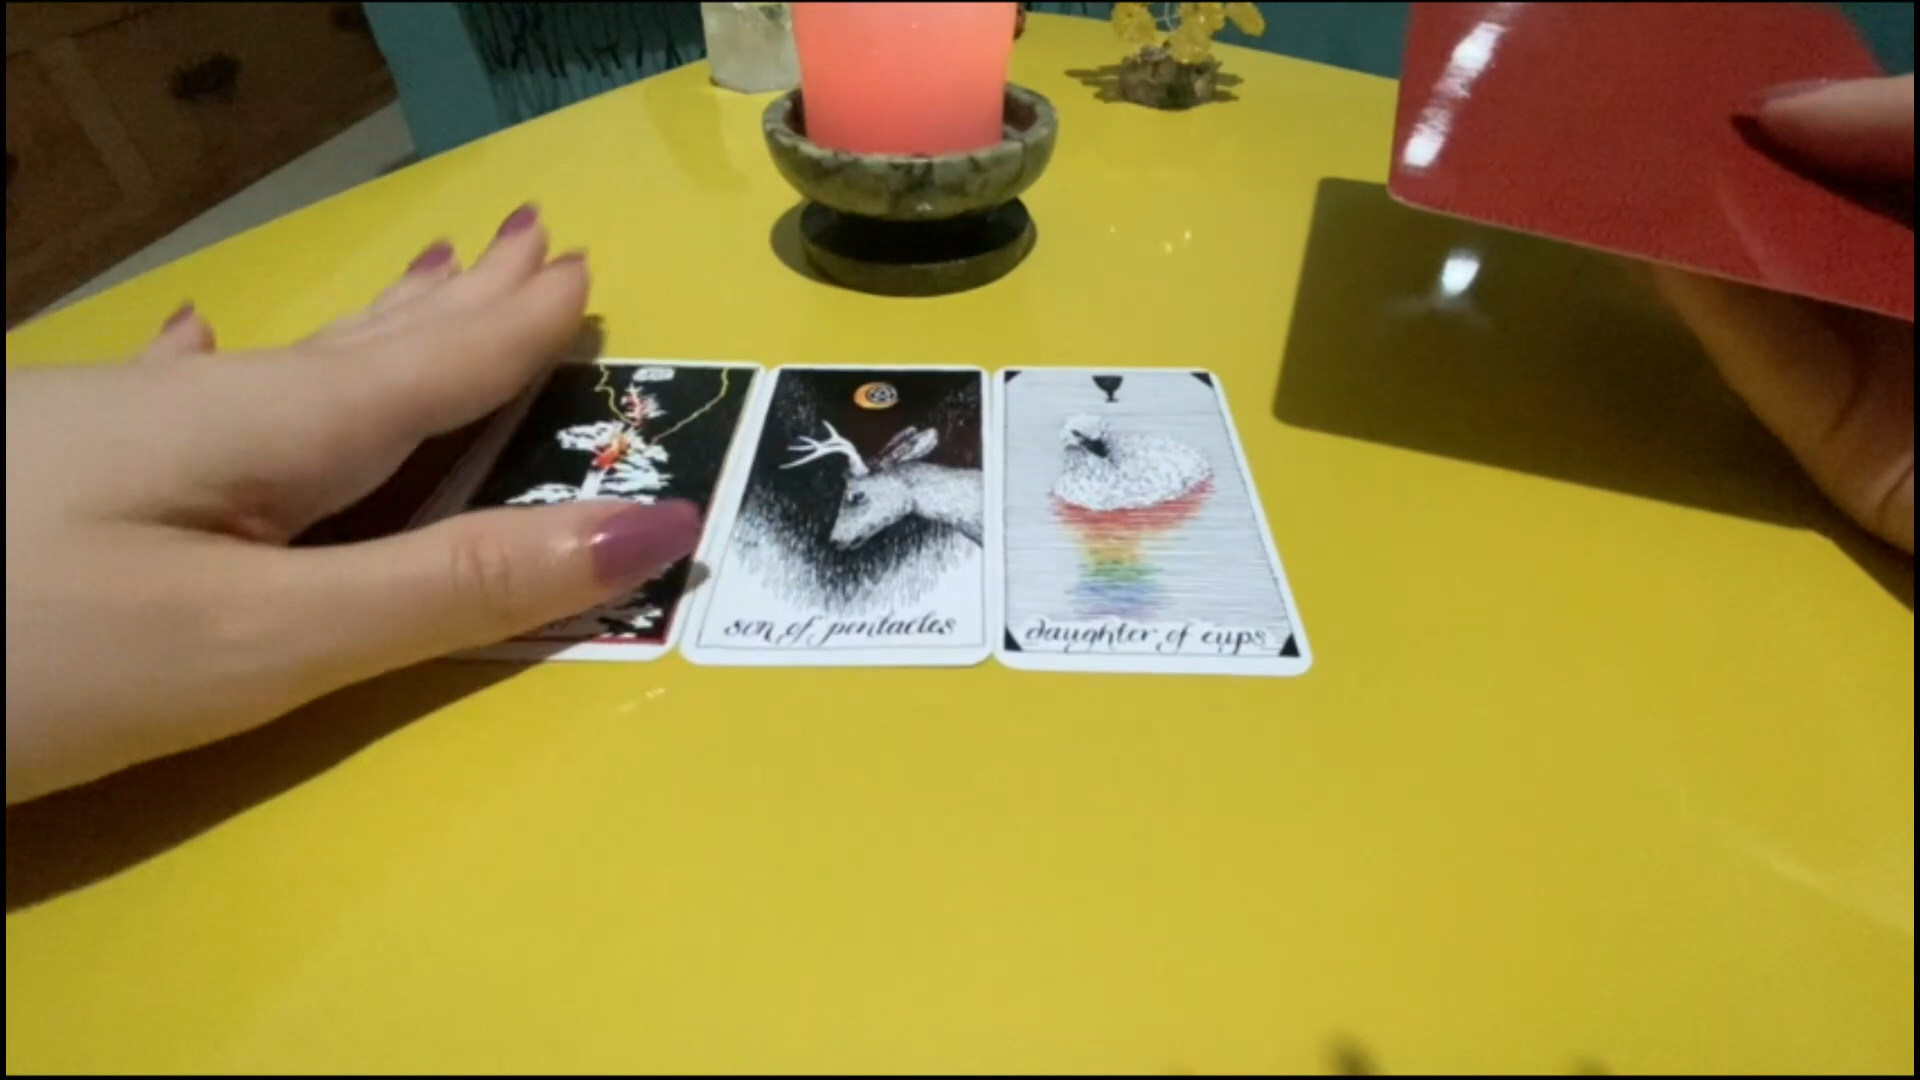 son of pentacles
daughter of cups